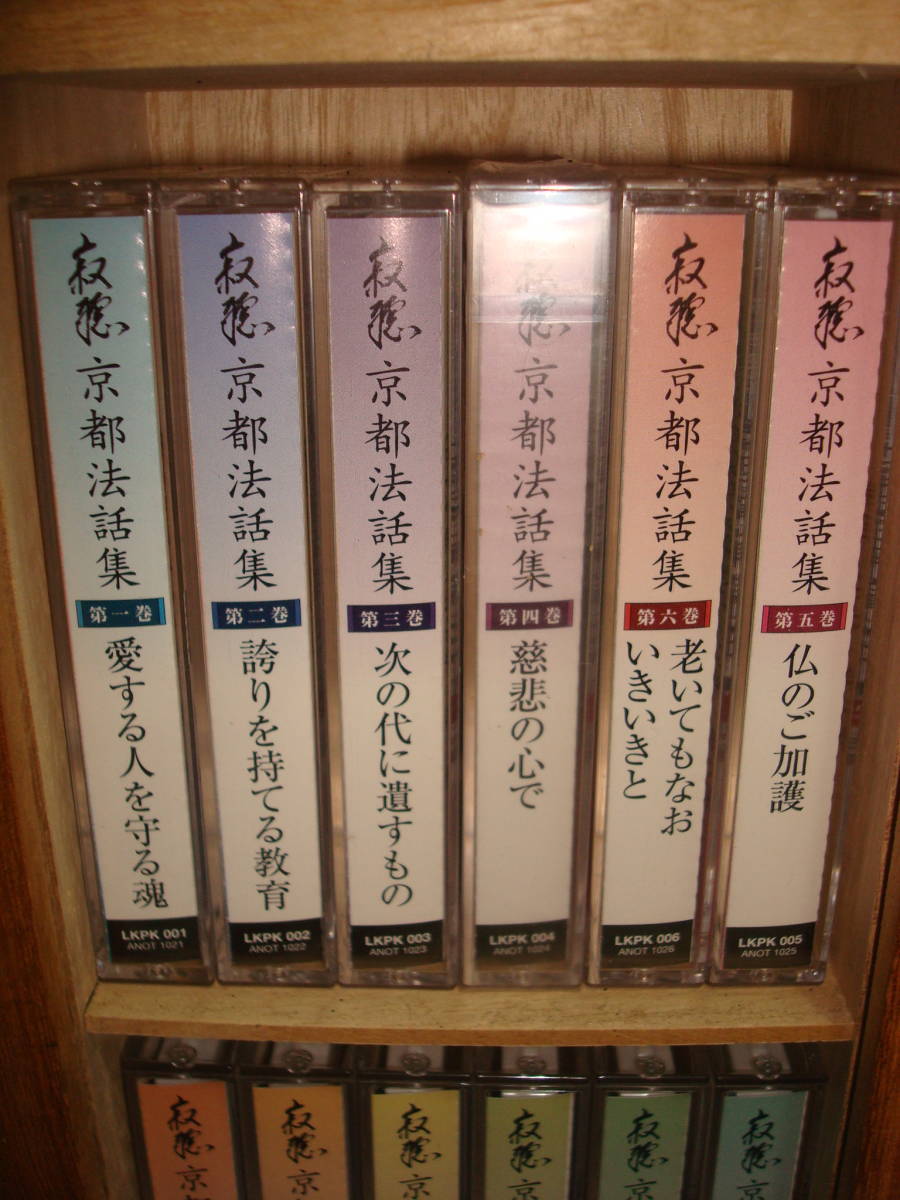 寂聴
京都法話集
第一巻
愛する人を守る魂
LKPK 001
ANOT 1021
寂聴
京都法話集
第二巻
誇りを持てる教育
LKPK 002
ANOT 1022
寂聴
京都法話集
第三巻
次の代に遺すもの
LKPK 003
ANOT 1023
寂聴
京都法話集
第四巻
慈悲の心で
LKPK 004
ANOT 1024
寂聴
京都法話集
第六巻
老いてもなお
いきいきと
LKPK 006
ANOT 1026
寂聴
京都法話集
第五巻
仏のご加護
LKPK 005
ANOT 1025
寂聴
京都
寂聴
京
寂聴
京
寂聴
京
寂聴
京
寂聴
京